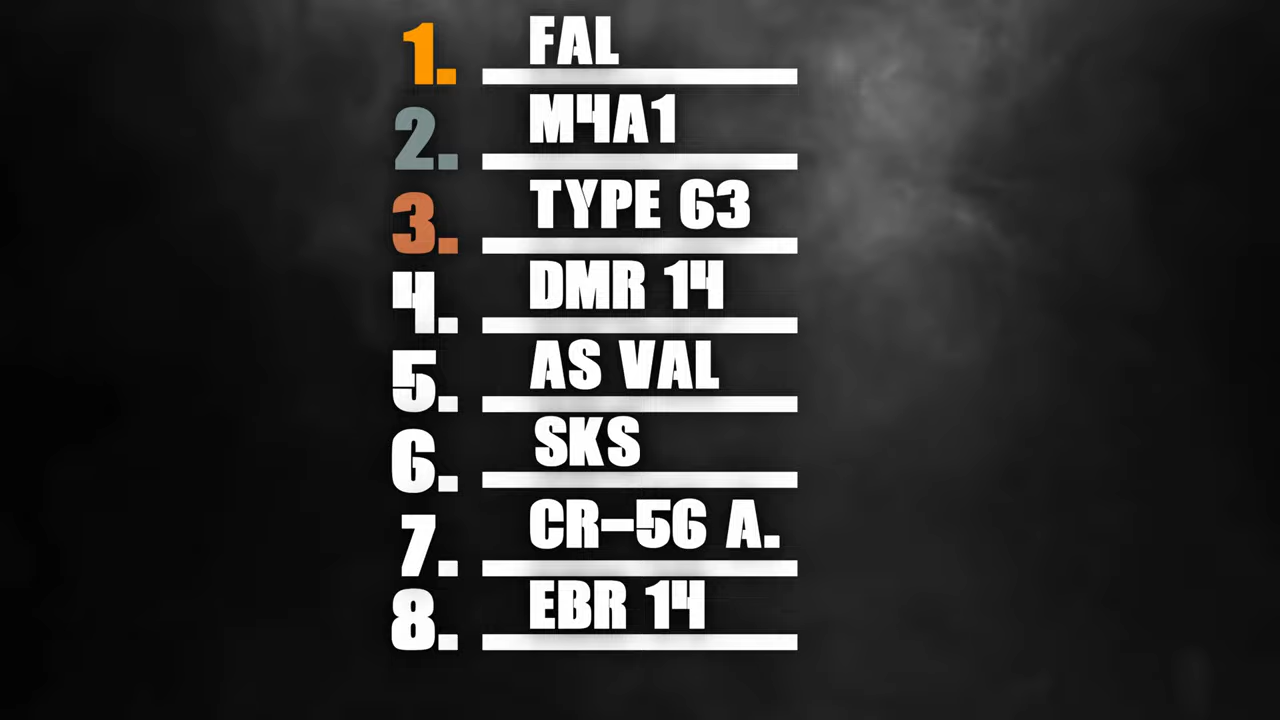 1. FAL
2. M4A1
3. TYPE 63
4. DMR 14
5. AS VAL
6. SKS
7. CR-56 A.
8. EBR 14